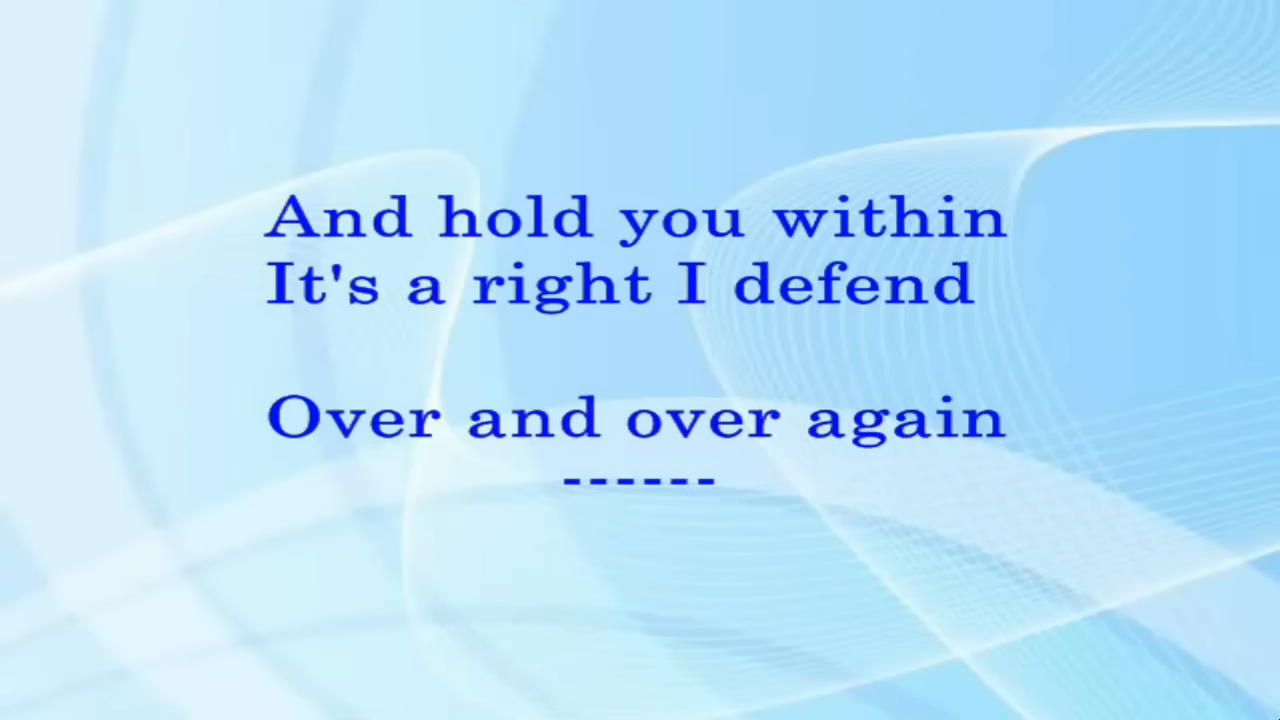 And hold you within
It's a right I defend
Over and over again
------